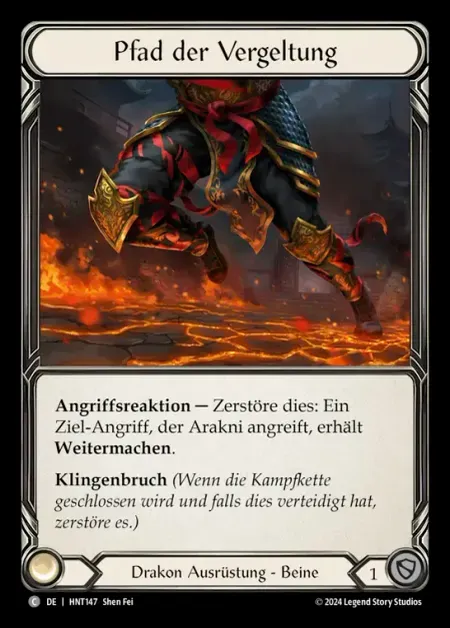 Pfad der Vergeltung
Angriffsreaktion — Zerstöre dies: Ein
Ziel-Angriff, der Arakni angreift, erhält
Weitermachen.
Klingenbruch (Wenn die Kampfkette
geschlossen wird und falls dies verteidigt hat,
zerstöre es.)
Drakon Ausrüstung - Beine
1
C DE | HNT147 Shen Fei
© 2024 Legend Story Studios